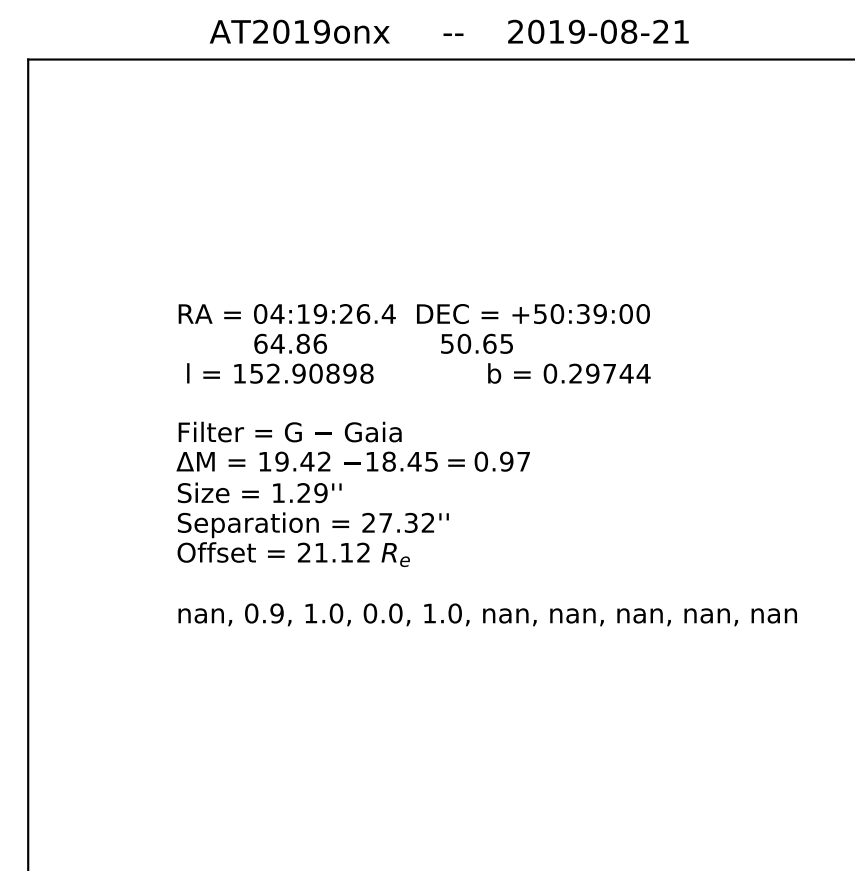 AT2019onx -- 2019-08-21
RA = 04:19:26.4 DEC = +50:39:00
64.86 50.65
l = 152.90898 b = 0.29744
Filter = G − Gaia
ΔM = 19.42 −18.45 = 0.97
Size = 1.29''
Separation = 27.32''
Offset = 21.12 Re
nan, 0.9, 1.0, 0.0, 1.0, nan, nan, nan, nan, nan